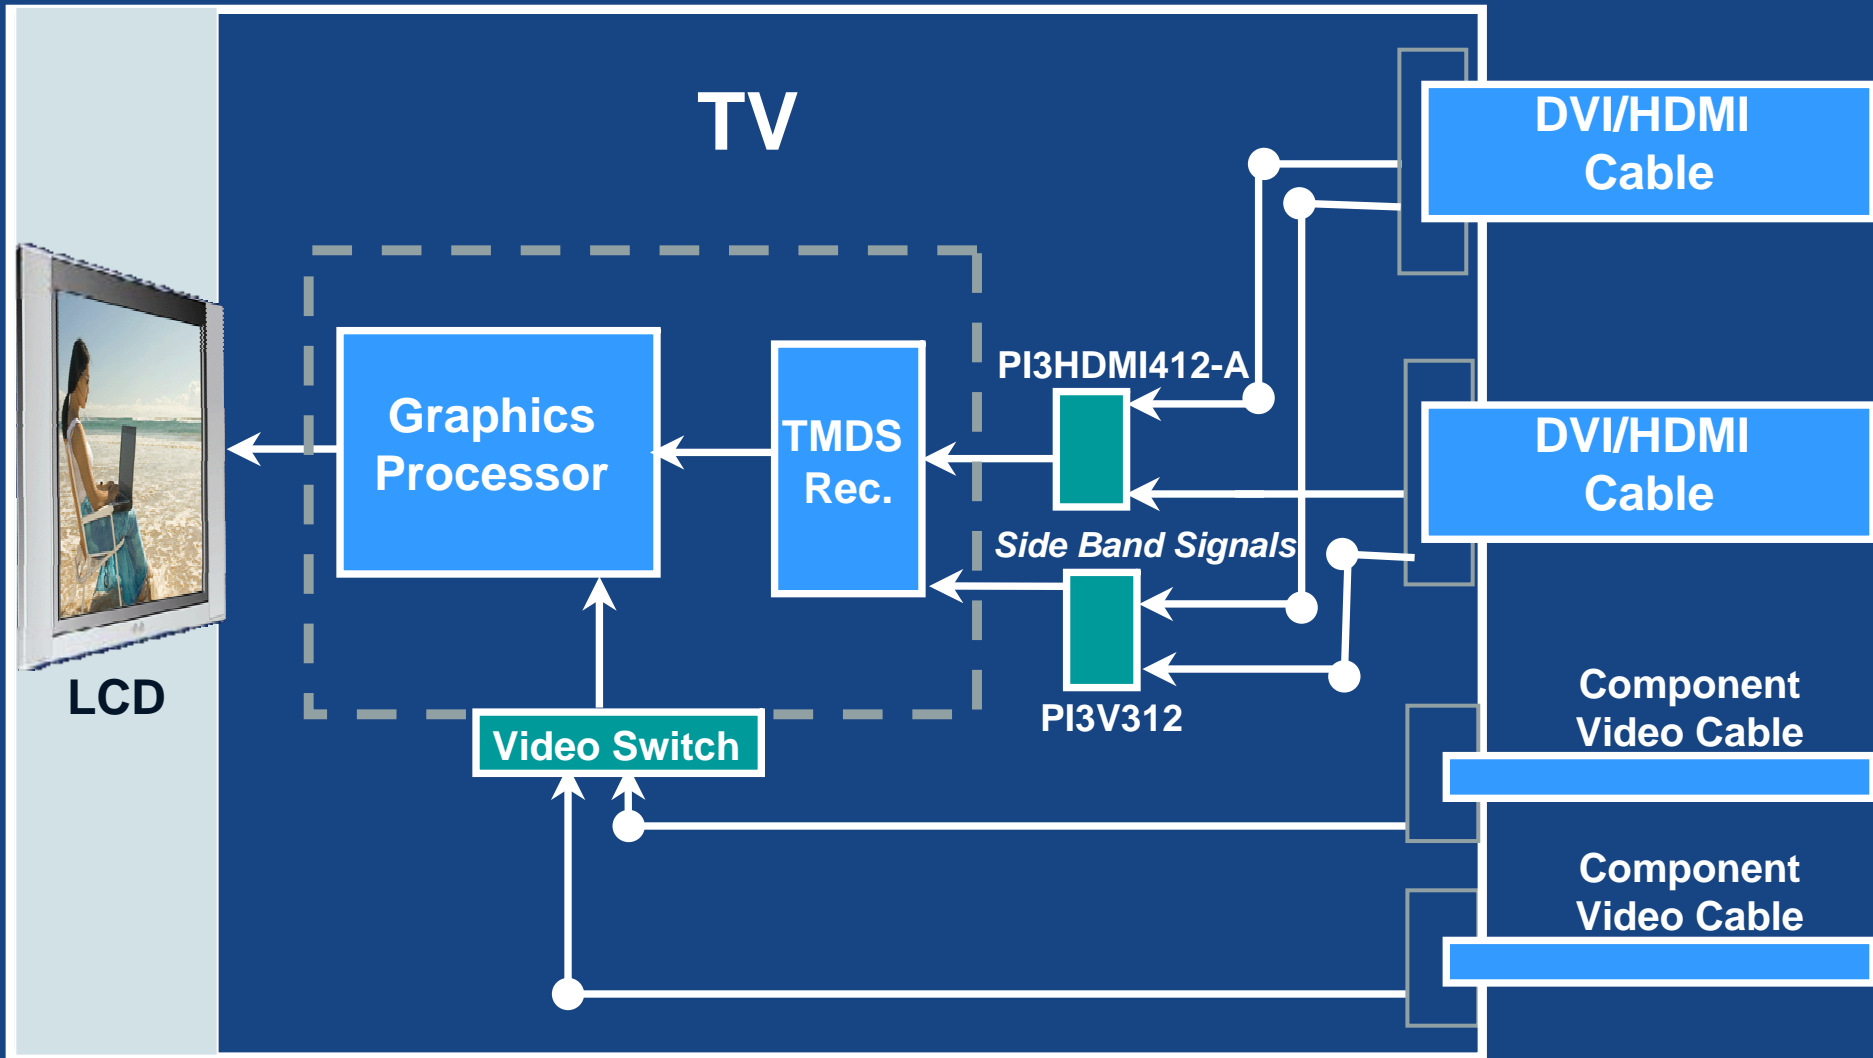 TV
DVI/HDMI
Cable
PI3HDMI412-A
Graphics
Processor
TMDS
Rec.
DVI/HDMI
Cable
Side Band Signals
LCD
PI3V312
Video Switch
Component
Video Cable
Component
Video Cable